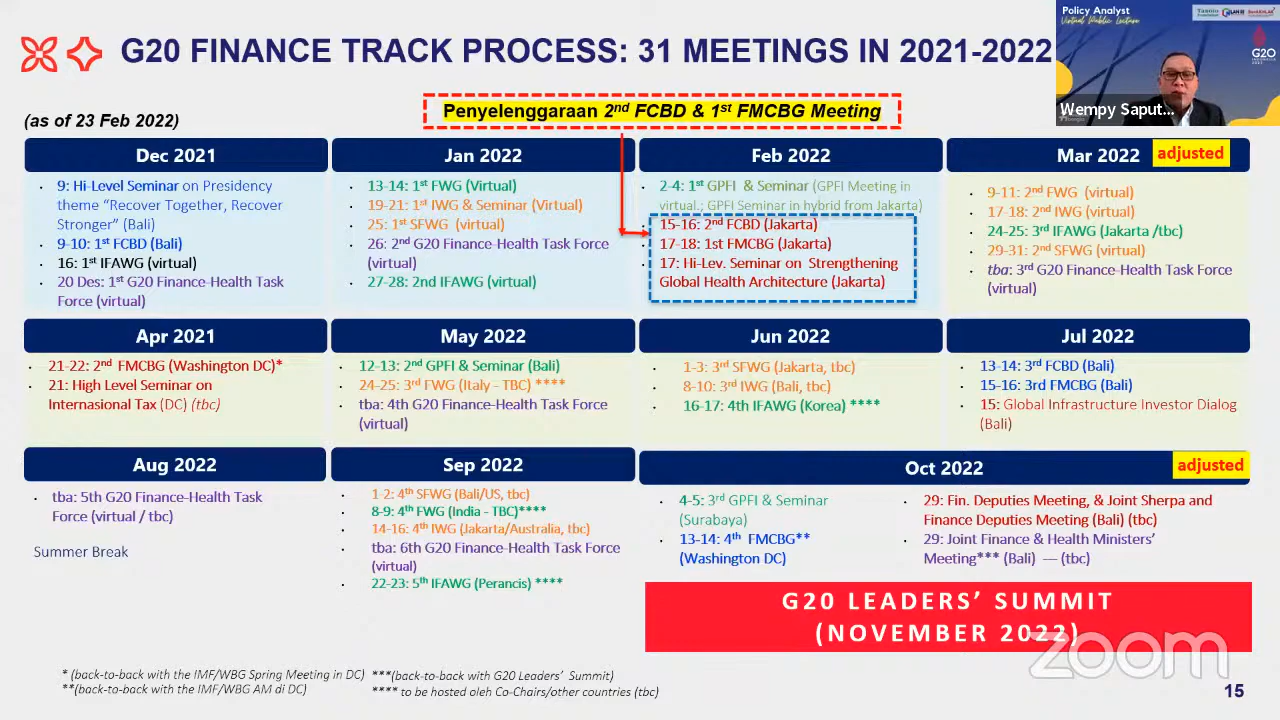 G20 FINANCE TRACK PROCESS: 31 MEETINGS IN 2021-2022
Policy Analyst
Virtual Public Lecture
G20
Wempy Saput...
(as of 23 Feb 2022)
Penyelenggaraan 2nd FCBD & 1st FMCBG Meeting
Dec 2021
9: Hi-Level Seminar on Presidency
theme “Recover Together, Recover
Stronger” (Bali)
9-10: 1st FCBD (Bali)
16: 1st IFAWG (virtual)
20 Des: 1st G20 Finance-Health Task
Force (virtual)
Jan 2022
13-14: 1st FWG (Virtual)
19-21: 1st IWG & Seminar (Virtual)
25: 1st SFWG (virtual)
26: 2nd G20 Finance-Health Task Force
(virtual)
27-28: 2nd IFAWG (virtual)
Feb 2022
2-4: 1st GPFI & Seminar (GPFI Meeting in
virtual.; GPFI Seminar in hybrid from Jakarta)
15-16: 2nd FCBD (Jakarta)
17-18: 1st FMCBG (Jakarta)
17: Hi-Lev. Seminar on Strengthening
Global Health Architecture (Jakarta)
Mar 2022 adjusted
9-11: 2nd FWG (virtual)
17-18: 2nd IWG (virtual)
24-25: 3rd IFAWG (Jakarta /tbc)
29-31: 2nd SFWG (virtual)
tba: 3rd G20 Finance-Health Task Force
(virtual)
Apr 2021
21-22: 2nd FMCBG (Washington DC)*
21: High Level Seminar on
Internasional Tax (DC) (tbc)
May 2022
12-13: 2nd GPFI & Seminar (Bali)
24-25: 3rd FWG (Italy - TBC) ****
tba: 4th G20 Finance-Health Task Force
(virtual)
Jun 2022
1-3: 3rd SFWG (Jakarta, tbc)
8-10: 3rd IWG (Bali, tbc)
16-17: 4th IFAWG (Korea) ****
Jul 2022
13-14: 3rd FCBD (Bali)
15-16: 3rd FMCBG (Bali)
15: Global Infrastructure Investor Dialog
(Bali)
Aug 2022
tba: 5th G20 Finance-Health Task
Force (virtual / tbc)
Summer Break
Sep 2022
1-2: 4th SFWG (Bali/US, tbc)
8-9: 4th FWG (India - TBC)****
14-16: 4th IWG (Jakarta/Australia, tbc)
tba: 6th G20 Finance-Health Task Force
(virtual)
22-23: 5th IFAWG (Perancis) ****
Oct 2022 adjusted
4-5: 3rd GPFI & Seminar
(Surabaya)
13-14: 4th FMCBG**
(Washington DC)
29: Fin. Deputies Meeting, & Joint Sherpa and
Finance Deputies Meeting (Bali) (tbc)
29: Joint Finance & Health Ministers’
Meeting*** (Bali) — (tbc)
G20 LEADERS’ SUMMIT
(NOVEMBER 2022)
zoom
* (back-to-back with the IMF/WBG Spring Meeting in DC)
**(back-to-back with the IMF/WBG AM di DC)
***(back-to-back with G20 Leaders’ Summit)
**** to be hosted oleh Co-Chairs/other countries (tbc)
15